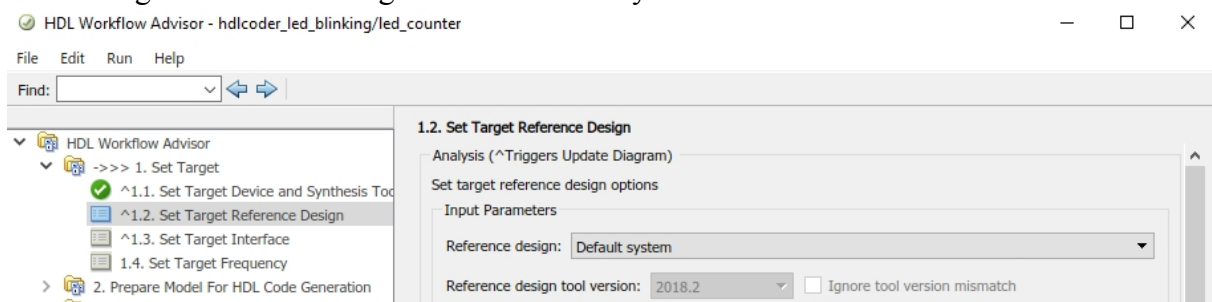 HDL Workflow Advisor - hdlcoder_led_blinking/led_counter
File Edit Run Help
Find:
HDL Workflow Advisor
->>> 1. Set Target
^1.1. Set Target Device and Synthesis Too
^1.2. Set Target Reference Design
^1.3. Set Target Interface
1.4. Set Target Frequency
2. Prepare Model For HDL Code Generation
1.2. Set Target Reference Design
Analysis (^Triggers Update Diagram)
Set target reference design options
Input Parameters
Reference design: Default system
Reference design tool version: 2018.2 Ignore tool version mismatch